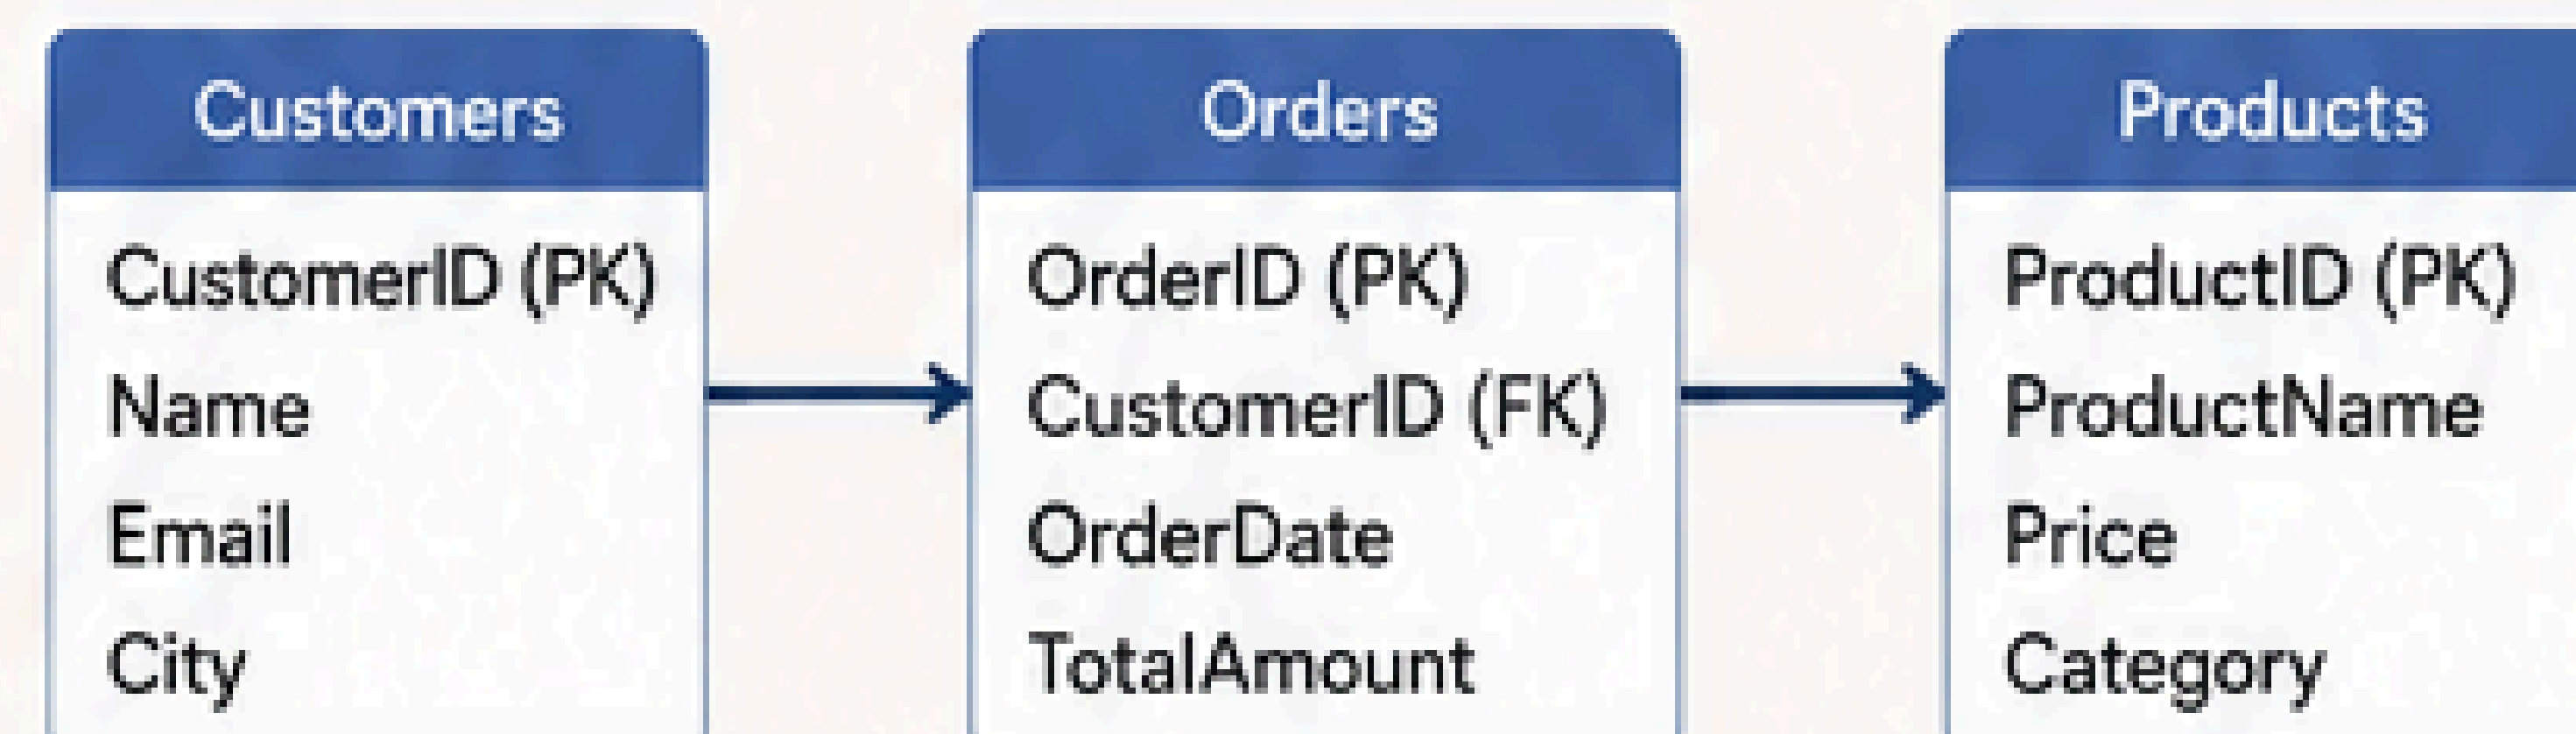 Customers
CustomerID (PK)
Name
Email
City
Orders
OrderID (PK)
CustomerID (FK)
OrderDate
TotalAmount
Products
ProductID (PK)
ProductName
Price
Category